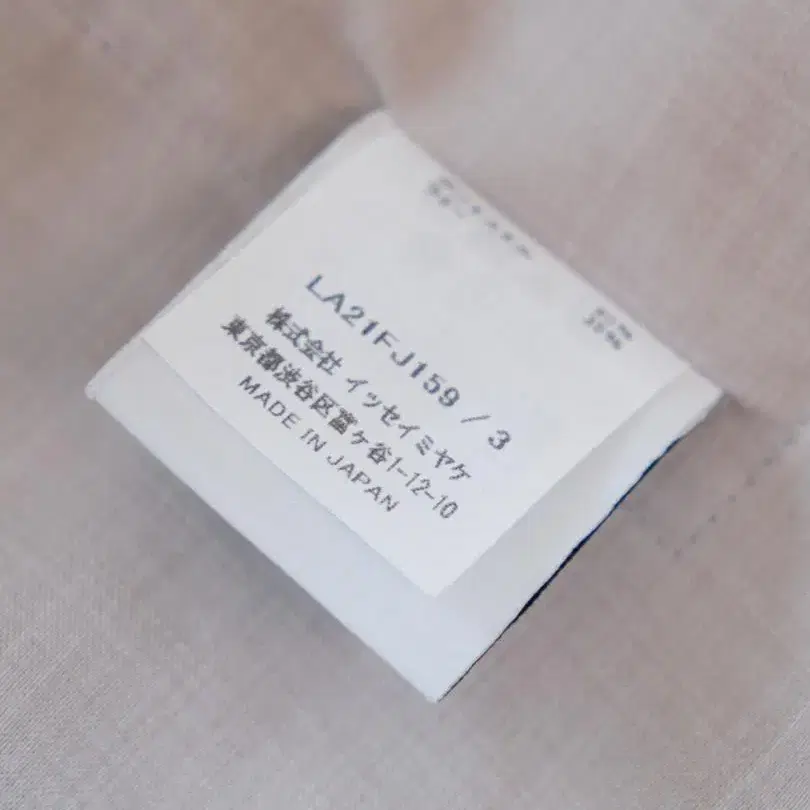 LA21FJ159 / 3
株式会社 イッセイミヤケ
東京都渋谷区富ヶ谷1-12-10
MADE IN JAPAN